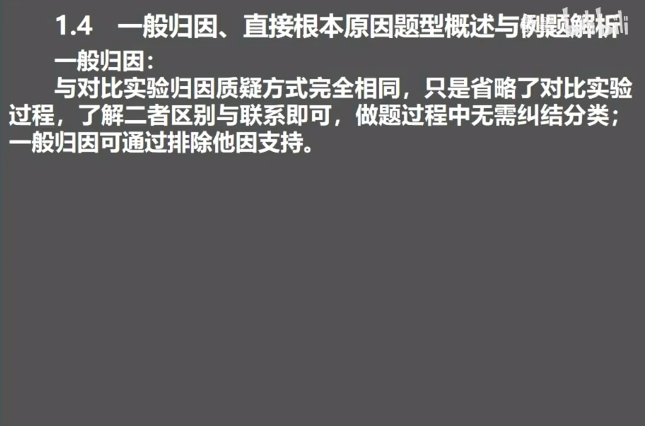 1.4 一般归因、直接根本原因题型概述与例题解析
一般归因：
与对比实验归因质疑方式完全相同，只是省略了对比实验
过程，了解二者区别与联系即可，做题过程中无需纠结分类；
一般归因可通过排除他因支持。